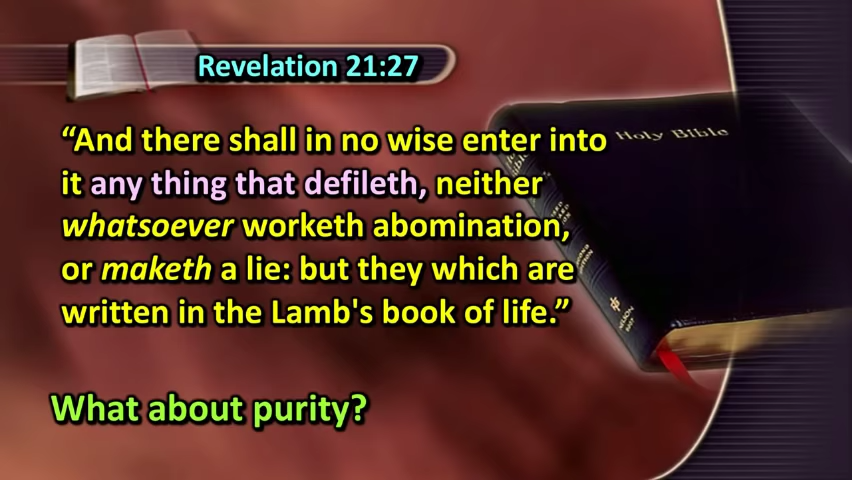 Revelation 21:27
Holy Bible
“And there shall in no wise enter into
it any thing that defileth, neither
whatsoever worketh abomination,
or maketh a lie: but they which are
written in the Lamb's book of life.”
What about purity?